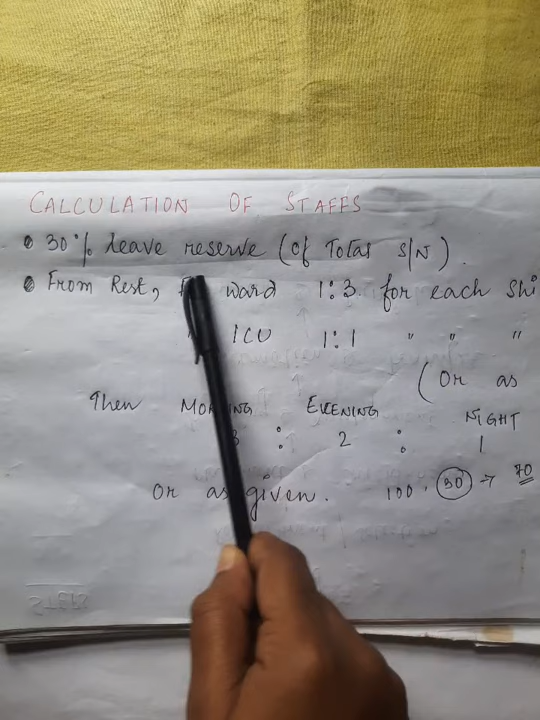 CALCULATION OF STAFFS
30% leave reserve (Of Total S/N).
From Rest, ward 1:3 for each Shi
" ICU 1:1 " " "
(Or as
Then MORNING EVENING NIGHT
3 : 2 : 1
Or as given. 100. 30 → 70